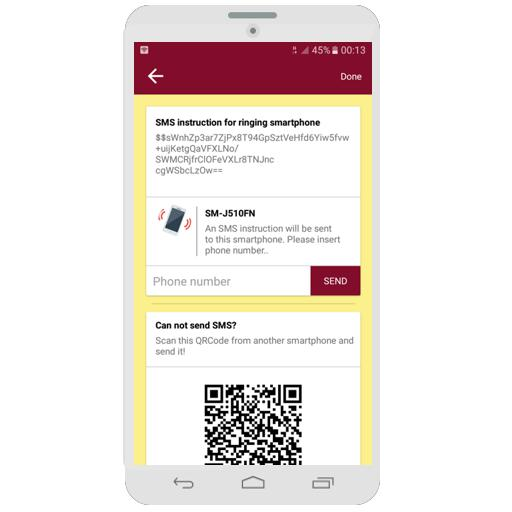 45% 00:13
Done
SMS instruction for ringing smartphone
$$sWnhZp3ar7ZjPx8T94GpSztVeHfd6Yiw5fvw
+uijKetgQaVFXLNo/
SWMCRjfrClOFeVXLr8TNJnc
cgWSbcLzOw==
SM-J510FN
An SMS instruction will be sent
to this smartphone. Please insert
phone number..
Phone number
SEND
Can not send SMS?
Scan this QRCode from another smartphone and
send it!